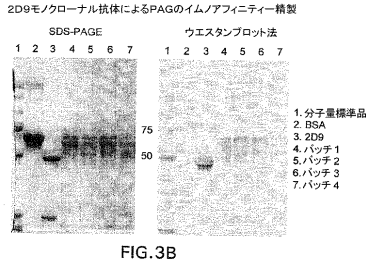 2D9モノクローナル抗体によるPAGのイムノアフィニティー精製
SDS-PAGE
ウエスタンブロット法
1 2 3 4 5 6 7
1 2 3 4 5 6 7
75
50
1. 分子量標準品
2. BSA
3. 2D9
4. バッチ 1
5. バッチ 2
6. バッチ 3
7. バッチ 4
FIG.3B